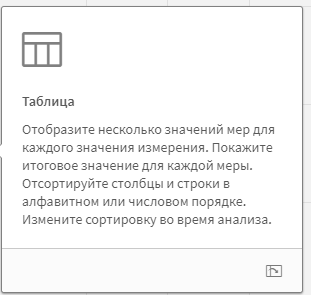 Таблица
Отобразите несколько значений мер для
каждого значения измерения. Покажите
итоговое значение для каждой меры.
Отсортируйте столбцы и строки в
алфавитном или числовом порядке.
Измените сортировку во время анализа.